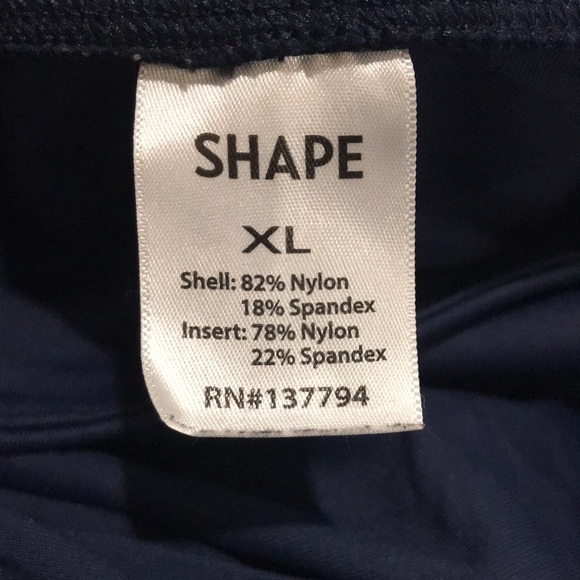 SHAPE
XL
Shell: 82% Nylon
18% Spandex
Insert: 78% Nylon
22% Spandex
RN#137794